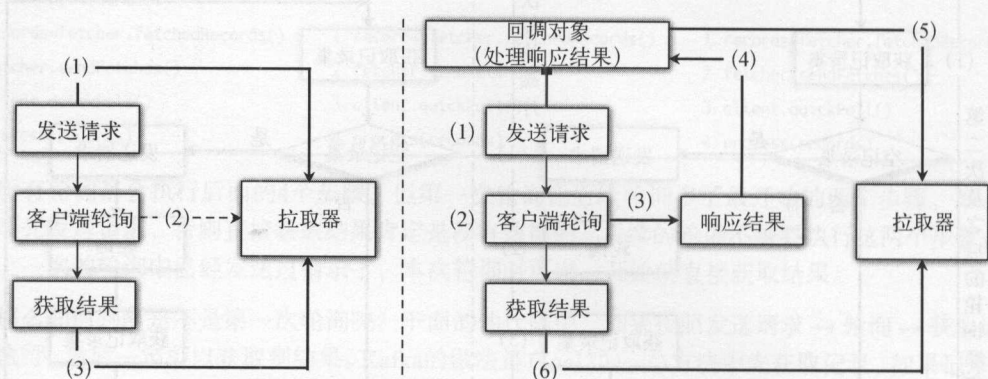 (1)
发送请求
客户端轮询
(2)
拉取器
获取结果
(3)
回调对象
(处理响应结果)
(4)
(5)
(1)
发送请求
(2)
客户端轮询
(3)
响应结果
拉取器
获取结果
(6)